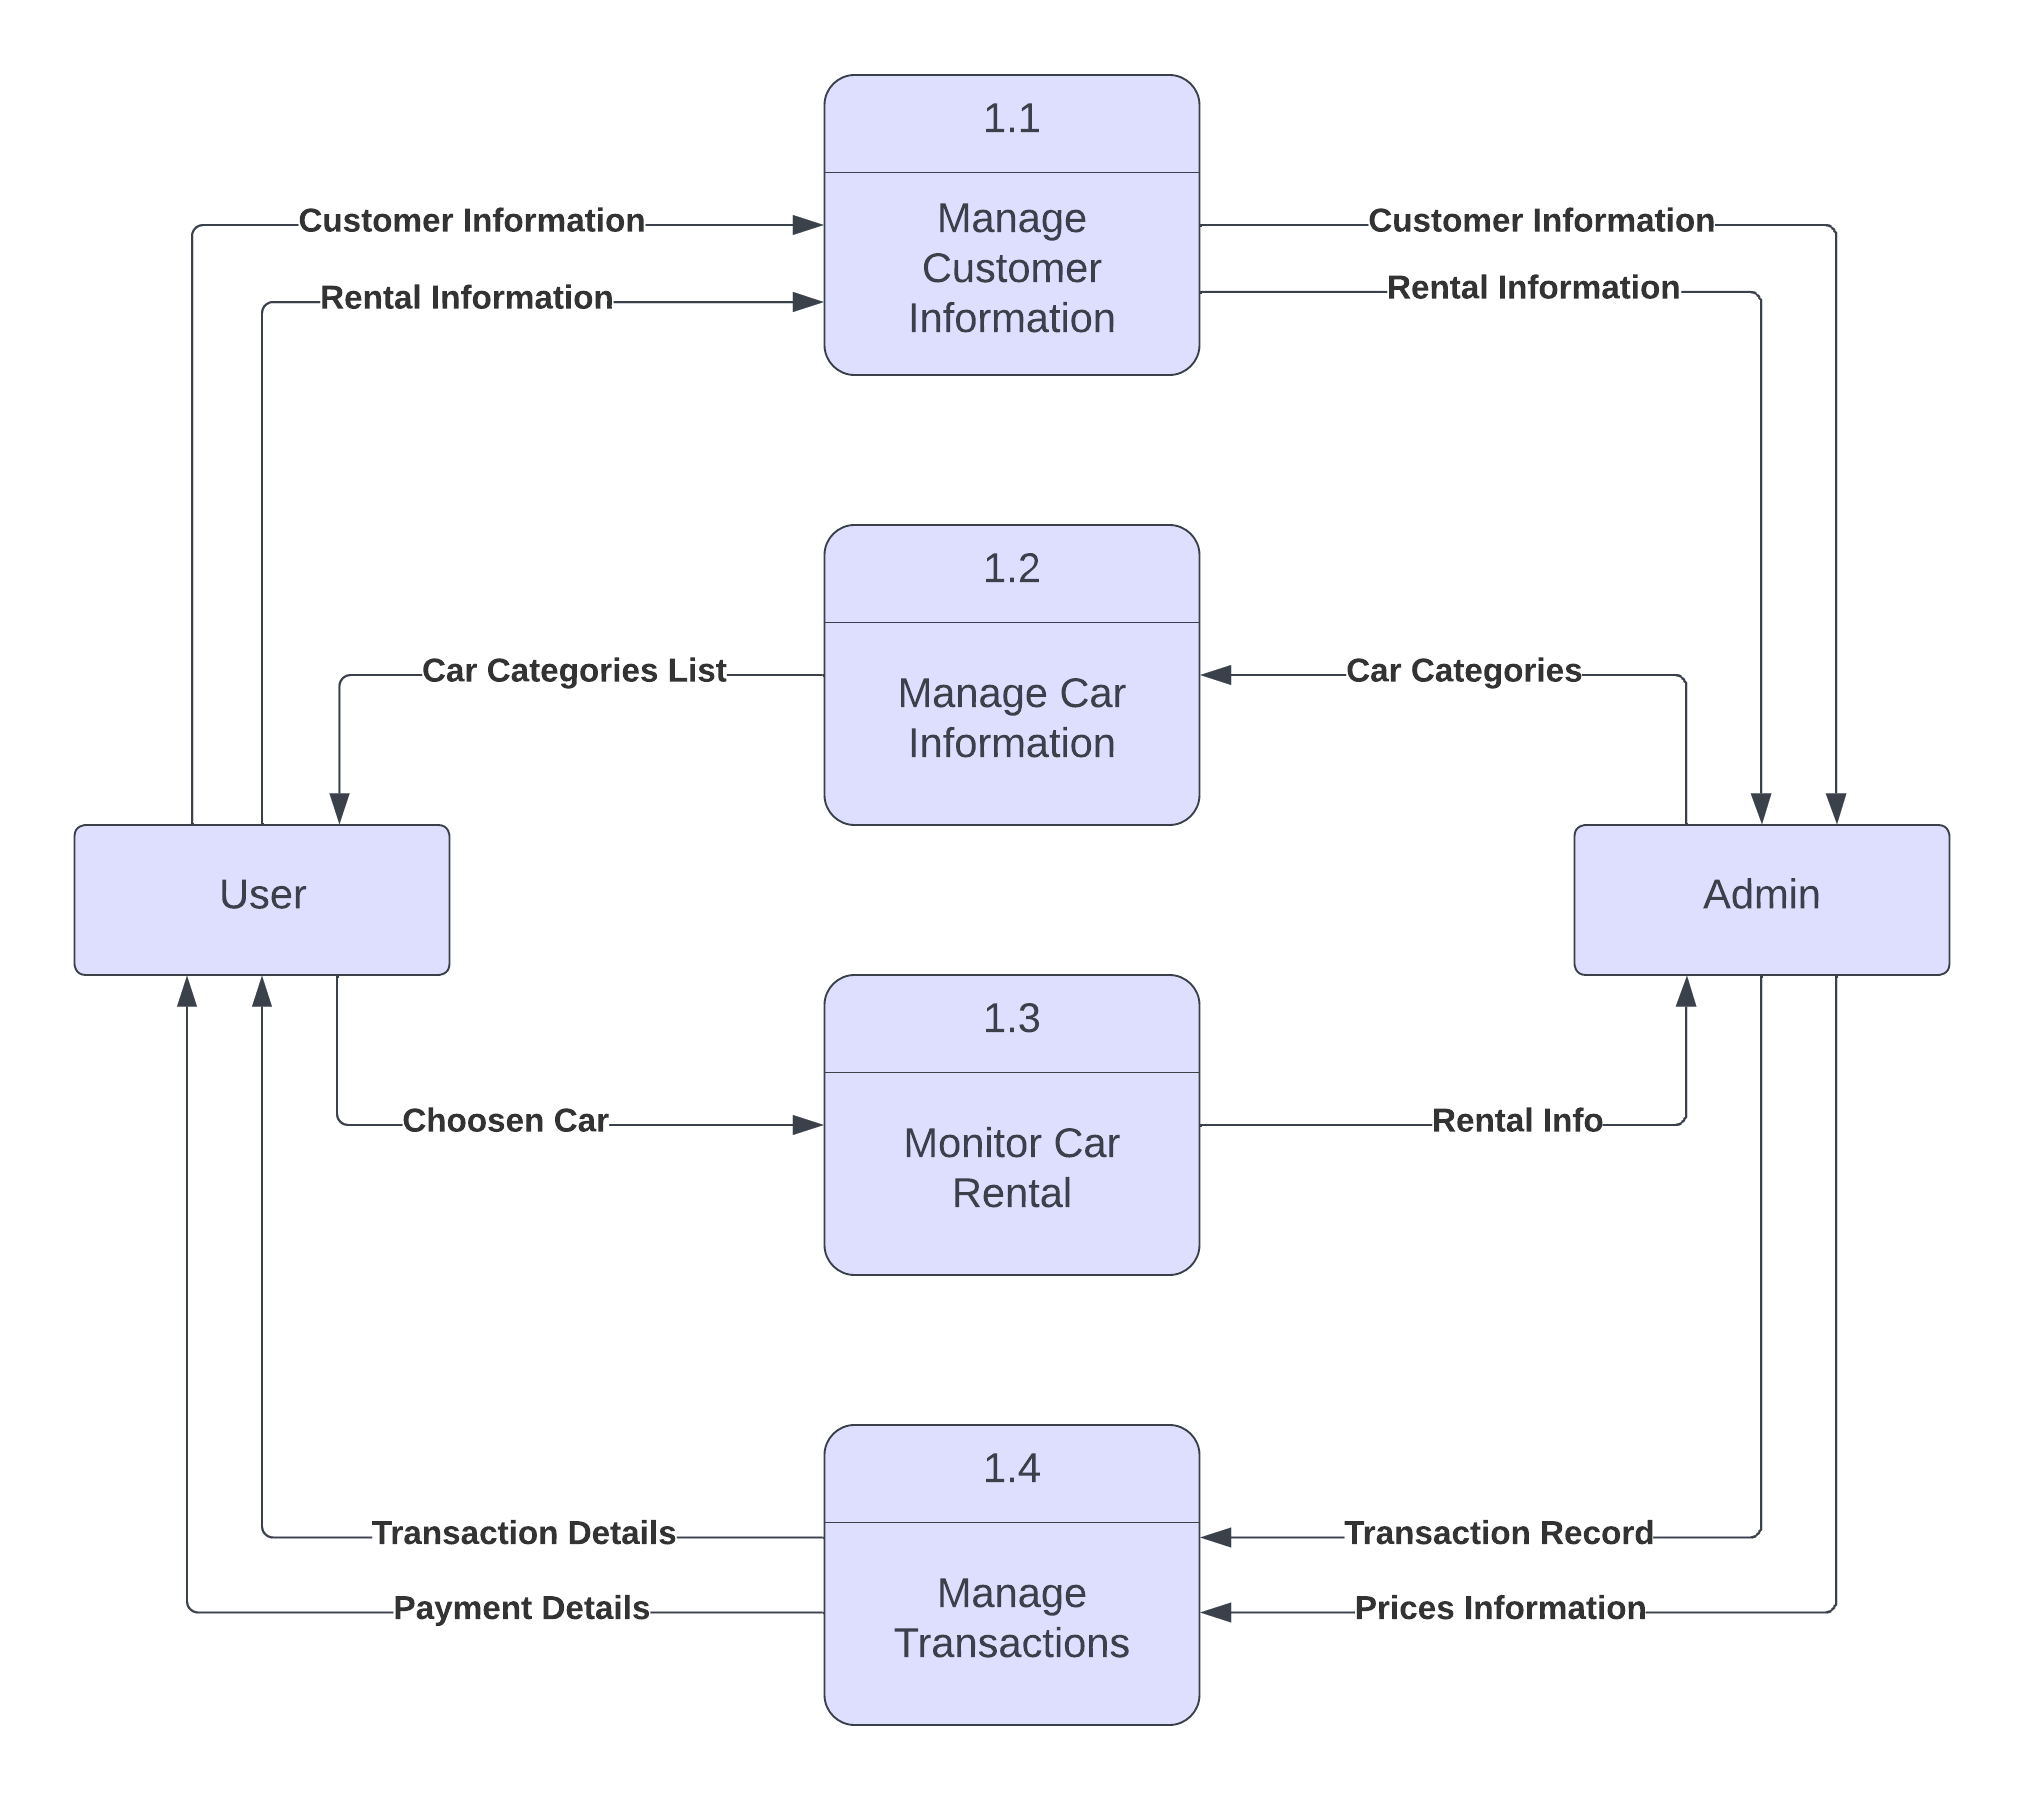 1.1
Manage
Customer
Information
Customer Information
Customer Information
Rental Information
Rental Information
1.2
Manage Car
Information
Car Categories List
Car Categories
User
Admin
1.3
Monitor Car
Rental
Choosen Car
Rental Info
1.4
Manage
Transactions
Transaction Details
Transaction Record
Payment Details
Prices Information